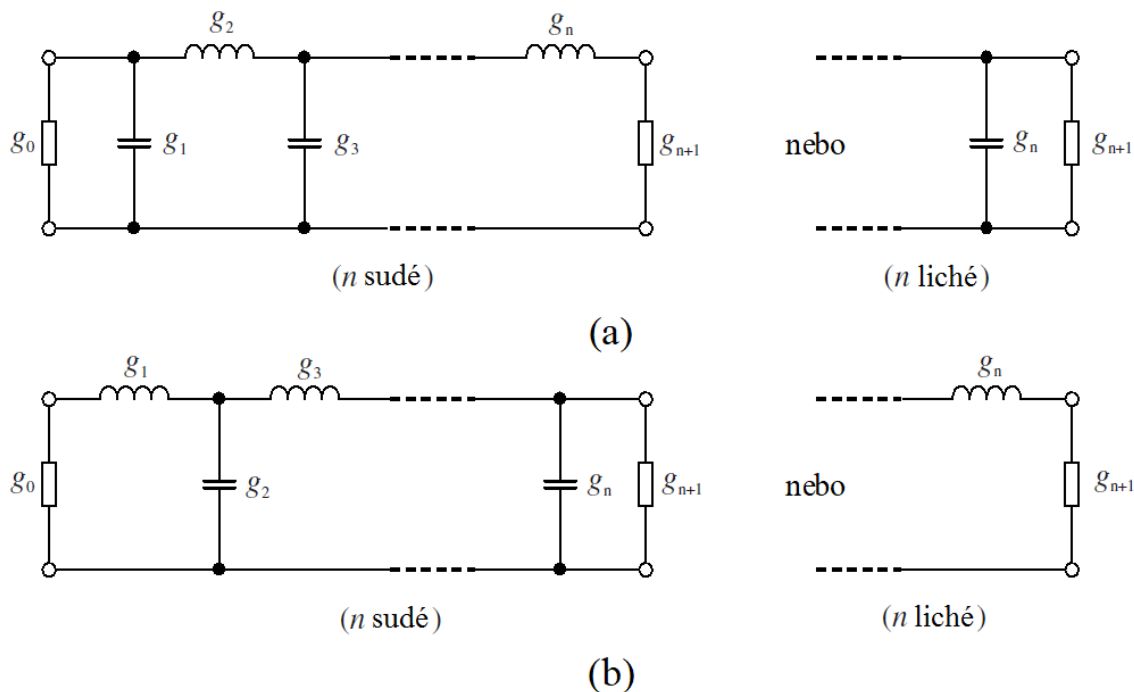 g₂ gₙ
g₀ g₁ g₃ gₙ₊₁ nebo gₙ gₙ₊₁
(n sudé) (n liché)
(a)
g₁ g₃ gₙ
g₀ g₂ gₙ gₙ₊₁ nebo gₙ₊₁
(n sudé) (n liché)
(b)